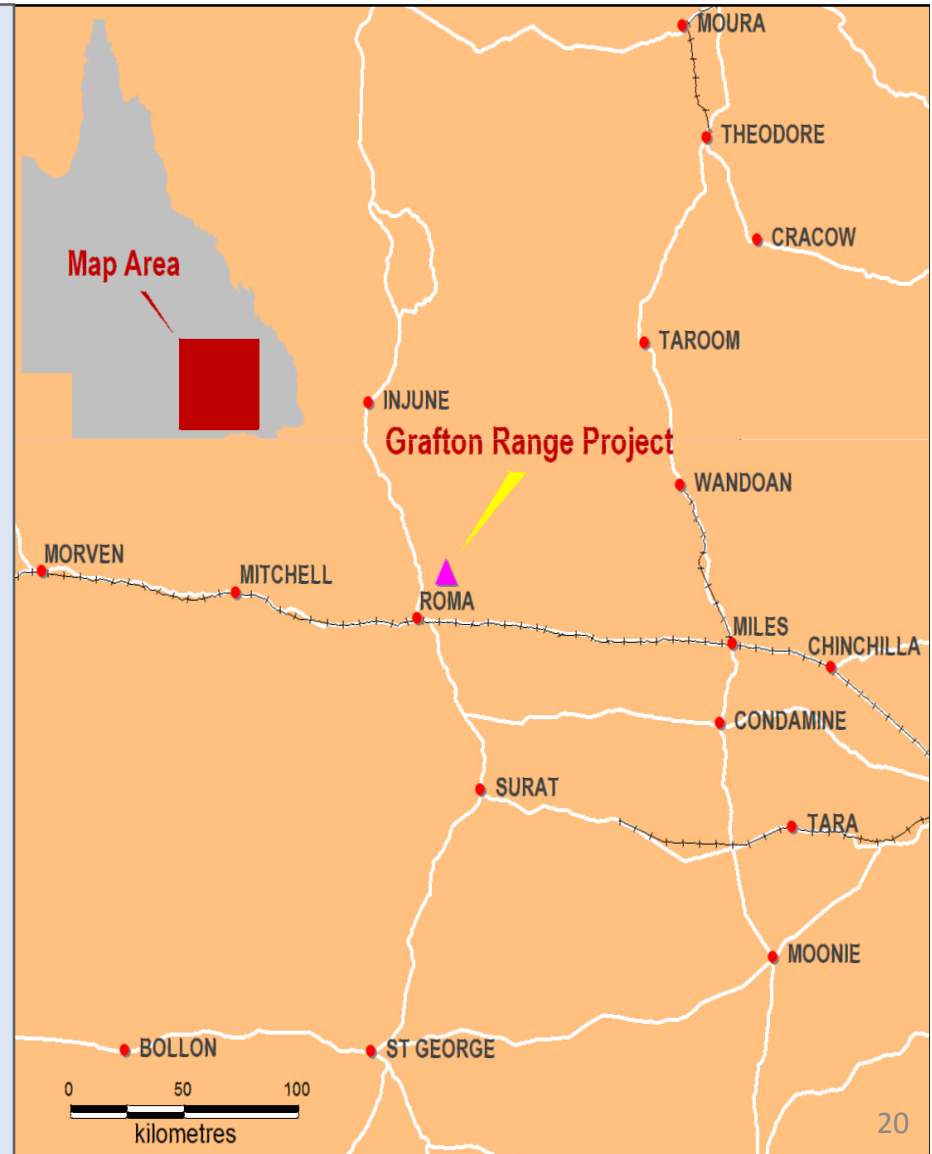 MOURA
THEODORE
CRACOW
Map Area
TAROOM
INJUNE
Grafton Range Project
WANDOAN
MORVEN
MITCHELL
ROMA
MILES
CHINCHILLA
CONDAMINE
SURAT
TARA
MOONIE
BOLLON
ST GEORGE
0 50 100
kilometres
20